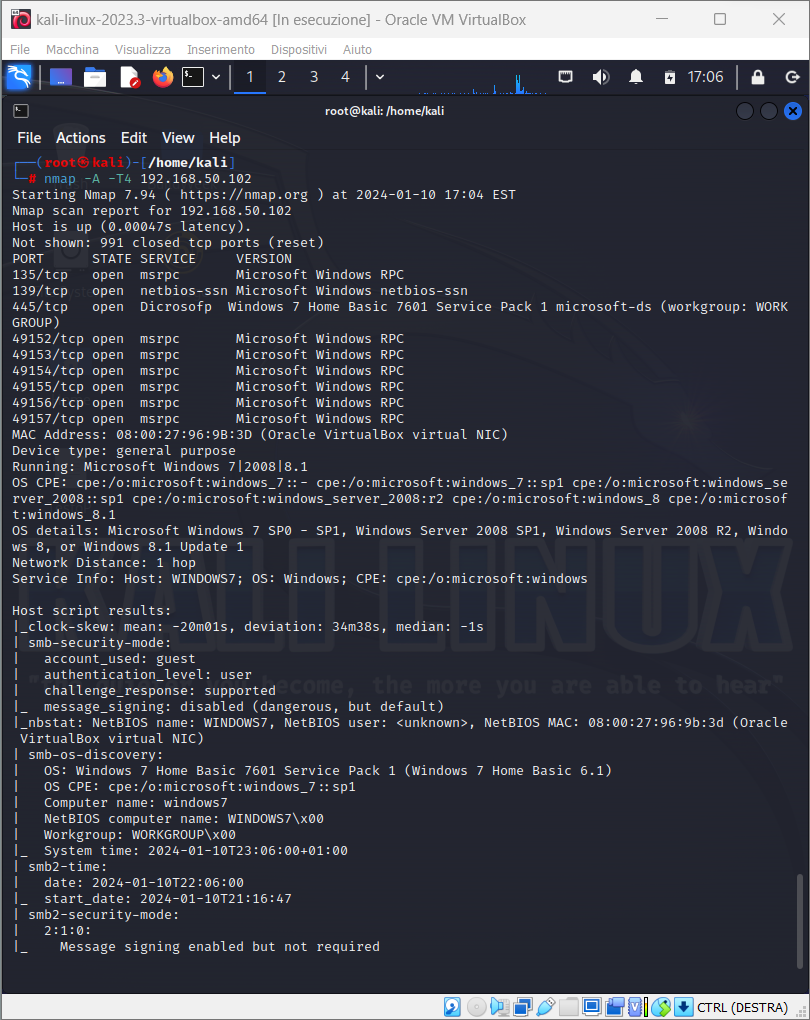 kali-linux-2023.3-virtualbox-amd64 [In esecuzione] - Oracle VM VirtualBox
File Macchina Visualizza Inserimento Dispositivi Aiuto
1 2 3 4 17:06
root@kali: /home/kali
File Actions Edit View Help
┌──(root㉿kali)-[/home/kali]
└─# nmap -A -T4 192.168.50.102
Starting Nmap 7.94 ( https://nmap.org ) at 2024-01-10 17:04 EST
Nmap scan report for 192.168.50.102
Host is up (0.00047s latency).
Not shown: 991 closed tcp ports (reset)
PORT      STATE SERVICE     VERSION
135/tcp   open  msrpc       Microsoft Windows RPC
139/tcp   open  netbios-ssn Microsoft Windows netbios-ssn
445/tcp   open  Dicrosofp  Windows 7 Home Basic 7601 Service Pack 1 microsoft-ds (workgroup: WORK
GROUP)
49152/tcp open  msrpc       Microsoft Windows RPC
49153/tcp open  msrpc       Microsoft Windows RPC
49154/tcp open  msrpc       Microsoft Windows RPC
49155/tcp open  msrpc       Microsoft Windows RPC
49156/tcp open  msrpc       Microsoft Windows RPC
49157/tcp open  msrpc       Microsoft Windows RPC
MAC Address: 08:00:27:96:9B:3D (Oracle VirtualBox virtual NIC)
Device type: general purpose
Running: Microsoft Windows 7|2008|8.1
OS CPE: cpe:/o:microsoft:windows_7::- cpe:/o:microsoft:windows_7::sp1 cpe:/o:microsoft:windows_se
rver_2008::sp1 cpe:/o:microsoft:windows_server_2008:r2 cpe:/o:microsoft:windows_8 cpe:/o:microsof
t:windows_8.1
OS details: Microsoft Windows 7 SP0 - SP1, Windows Server 2008 SP1, Windows Server 2008 R2, Windo
ws 8, or Windows 8.1 Update 1
Network Distance: 1 hop
Service Info: Host: WINDOWS7; OS: Windows; CPE: cpe:/o:microsoft:windows
KALI LINUX
Host script results:
|_clock-skew: mean: -20m01s, deviation: 34m38s, median: -1s
| smb-security-mode:
|   account_used: guest
|   authentication_level: user
|   challenge_response: supported
become, the more you are able to hear"
|_  message_signing: disabled (dangerous, but default)
|_nbstat: NetBIOS name: WINDOWS7, NetBIOS user: <unknown>, NetBIOS MAC: 08:00:27:96:9b:3d (Oracle
 VirtualBox virtual NIC)
| smb-os-discovery:
|   OS: Windows 7 Home Basic 7601 Service Pack 1 (Windows 7 Home Basic 6.1)
|   OS CPE: cpe:/o:microsoft:windows_7::sp1
|   Computer name: windows7
|   NetBIOS computer name: WINDOWS7\x00
|   Workgroup: WORKGROUP\x00
|_  System time: 2024-01-10T23:06:00+01:00
| smb2-time:
|   date: 2024-01-10T22:06:00
|_  start_date: 2024-01-10T21:16:47
| smb2-security-mode:
|   2:1:0:
|_    Message signing enabled but not required
CTRL (DESTRA)